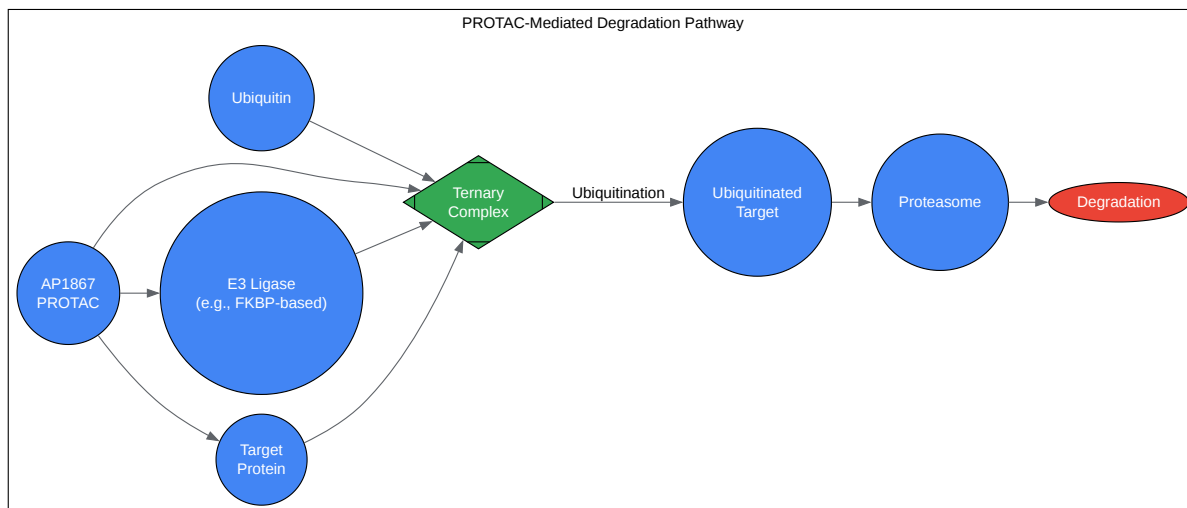 PROTAC-Mediated Degradation Pathway
Ubiquitin
Ternary
Complex
Ubiquitination
Ubiquitinated
Target
Proteasome
Degradation
AP1867
PROTAC
E3 Ligase
(e.g., FKBP-based)
Target
Protein